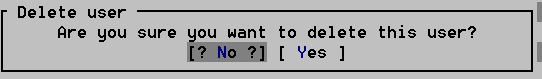 Delete user
Are you sure you want to delete this user?
[? No ?] [ Yes ]